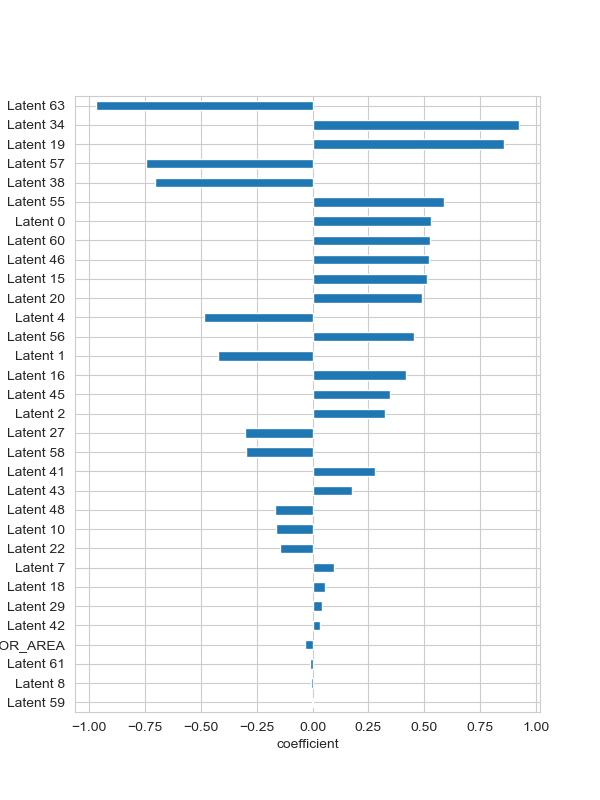 Latent 63
Latent 34
Latent 19
Latent 57
Latent 38
Latent 55
Latent 0
Latent 60
Latent 46
Latent 15
Latent 20
Latent 4
Latent 56
Latent 1
Latent 16
Latent 45
Latent 2
Latent 27
Latent 58
Latent 41
Latent 43
Latent 48
Latent 10
Latent 22
Latent 7
Latent 18
Latent 29
Latent 42
OR_AREA
Latent 61
Latent 8
Latent 59
−1.00 −0.75 −0.50 −0.25 0.00 0.25 0.50 0.75 1.00
coefficient